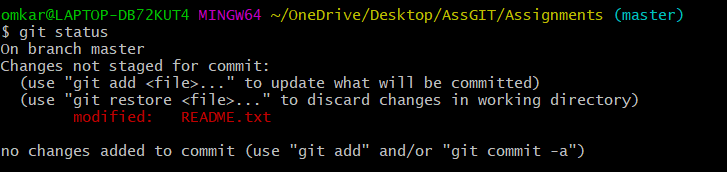 omkar@LAPTOP-DB72KUT4 MINGW64 ~/OneDrive/Desktop/AssGIT/Assignments (master)
$ git status
On branch master
Changes not staged for commit:
  (use "git add <file>..." to update what will be committed)
  (use "git restore <file>..." to discard changes in working directory)
        modified:   README.txt

no changes added to commit (use "git add" and/or "git commit -a")